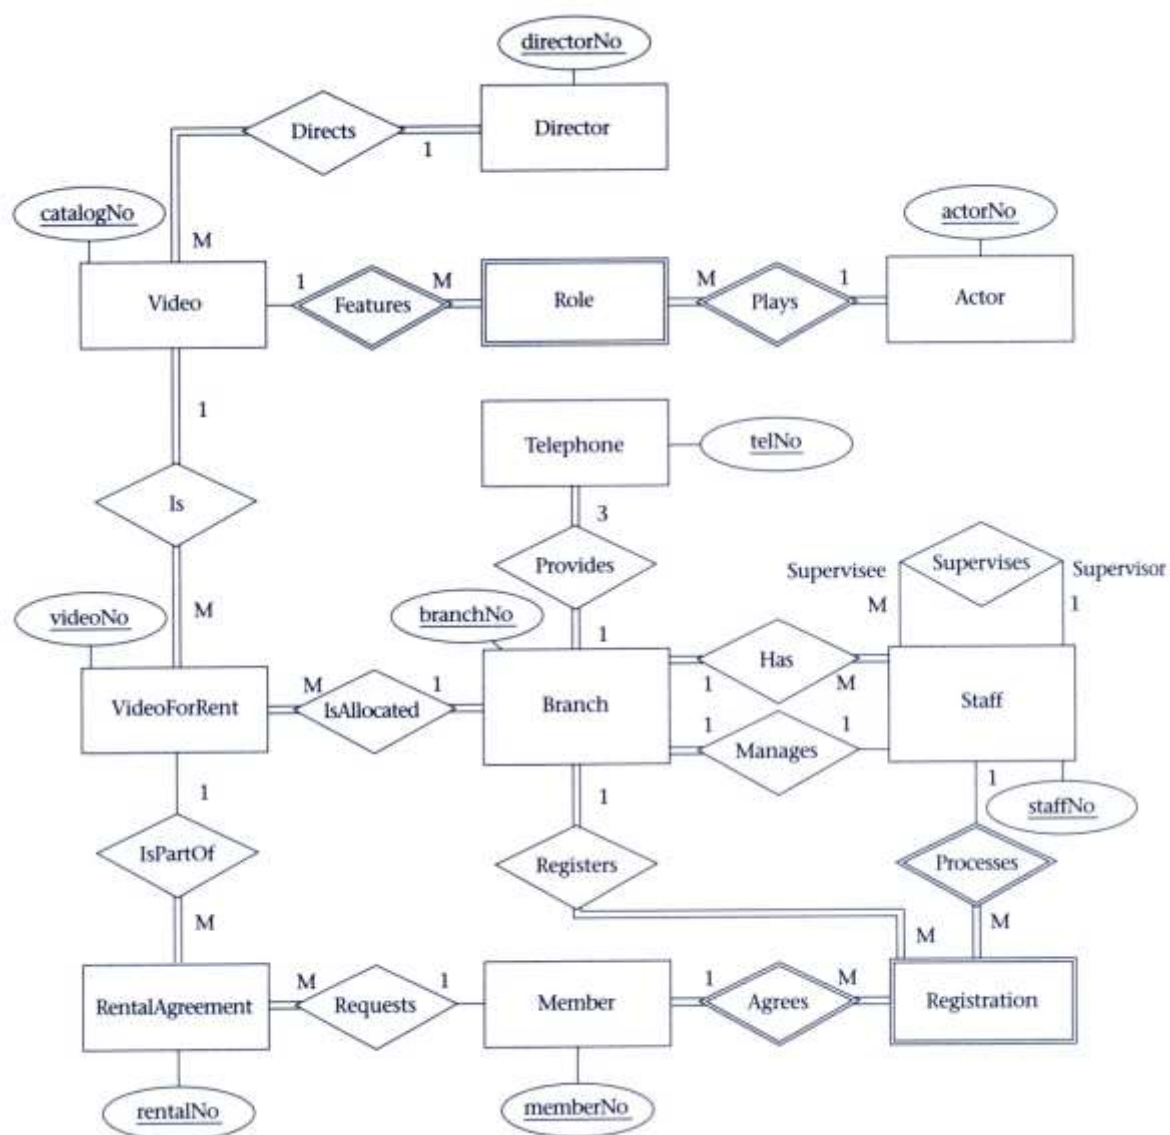 directorNo
Directs
Director
1
catalogNo
M
actorNo
Video
1
Features
M
Role
M
Plays
1
Actor
1
Telephone
telNo
Is
3
Provides
Supervisee
Supervises
Supervisor
M
1
videoNo
M
branchNo
1
Has
1
M
VideoForRent
M
IsAllocated
1
Branch
Staff
1
Manages
1
1
1
1
staffNo
IsPartOf
Registers
Processes
M
M
M
RentalAgreement
M
Requests
1
Member
1
Agrees
M
Registration
rentalNo
memberNo